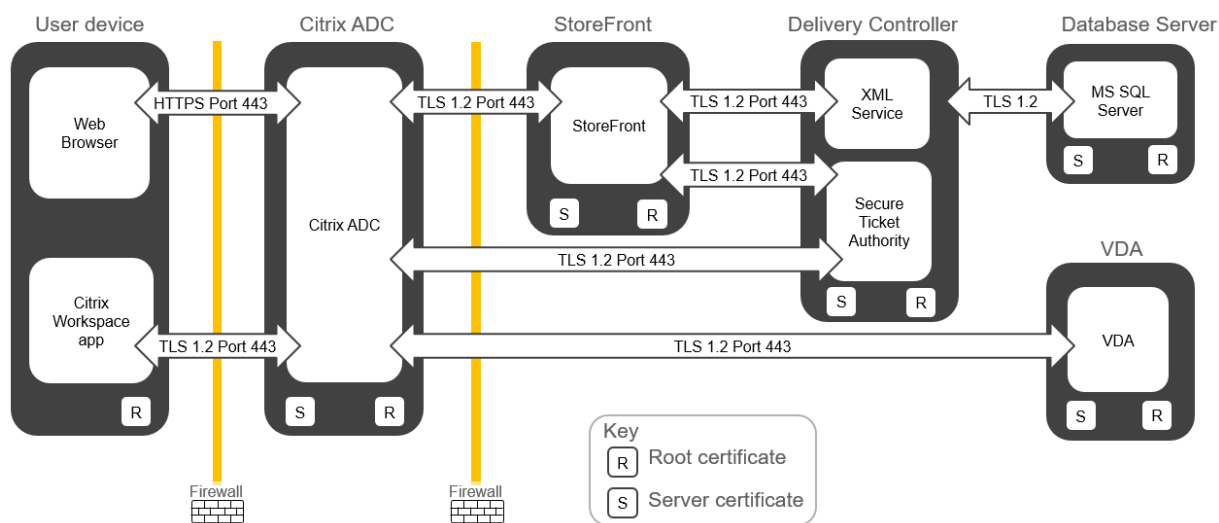 User device
Citrix ADC
StoreFront
Delivery Controller
Database Server
HTTPS Port 443
TLS 1.2 Port 443
TLS 1.2 Port 443
TLS 1.2
Web
Browser
StoreFront
XML
Service
MS SQL
Server
S
R
TLS 1.2 Port 443
Citrix ADC
S
R
Secure
Ticket
Authority
TLS 1.2 Port 443
S
R
VDA
Citrix
Workspace
app
TLS 1.2 Port 443
TLS 1.2 Port 443
VDA
R
S
R
S
R
Key
R
Root certificate
S
Server certificate
Firewall
Firewall